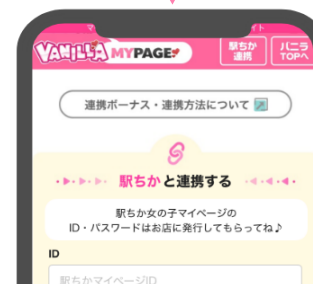 VANILLA MYPAGE
駅ちか
連携
バニラ
TOPへ
連携ボーナス・連携方法について
駅ちかと連携する
駅ちか女の子マイページの
ID・パスワードはお店に発行してもらってね♪
ID
駅ちかマイページID